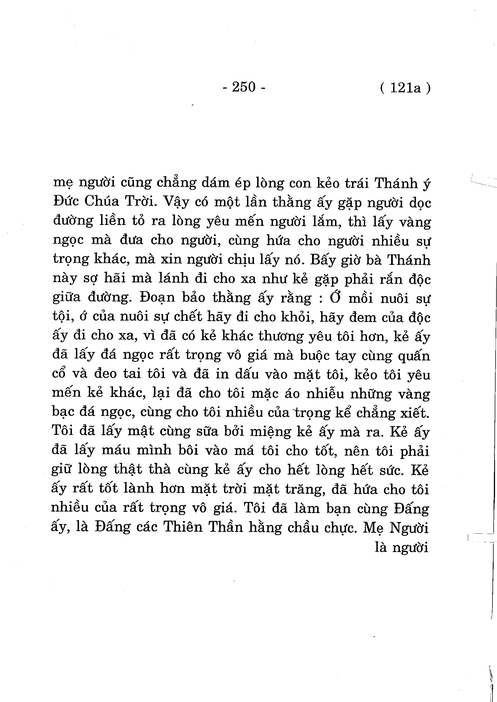 - 250 - ( 121a )
mẹ người cũng chẳng dám ép lòng con kẻo trái Thánh ý
Đức Chúa Trời. Vậy có một lần thằng ấy gặp người dọc
đường liền tỏ ra lòng yêu mến người lắm, thì lấy vàng
ngọc mà đưa cho người, cùng hứa cho người nhiều sự
trọng khác, mà xin người chịu lấy nó. Bấy giờ bà Thánh
này sợ hãi mà lánh đi cho xa như kẻ gặp phải rắn độc
giữa đường. Đoạn bảo thằng ấy rằng : Ớ mồi nuôi sự
tội, ớ của nuôi sự chết hãy đi cho khỏi, hãy đem của độc
ấy đi cho xa, vì đã có kẻ khác thương yêu tôi hơn, kẻ ấy
đã lấy đá ngọc rất trọng vô giá mà buộc tay cùng quấn
cổ và đeo tai tôi và đã in dấu vào mặt tôi, kẻo tôi yêu
mến kẻ khác, lại đã cho tôi mặc áo nhiễu những vàng
bạc đá ngọc, cùng cho tôi nhiều của trọng kể chẳng xiết.
Tôi đã lấy mật cùng sữa bởi miệng kẻ ấy mà ra. Kẻ ấy
đã lấy máu mình bôi vào má tôi cho tốt, nên tôi phải
giữ lòng thật thà cùng kẻ ấy cho hết lòng hết sức. Kẻ
ấy rất tốt lành hơn mặt trời mặt trăng, đã hứa cho tôi
nhiều của rất trọng vô giá. Tôi đã làm bạn cùng Đấng
ấy, là Đấng các Thiên Thần hằng chầu chực. Mẹ Người
là người